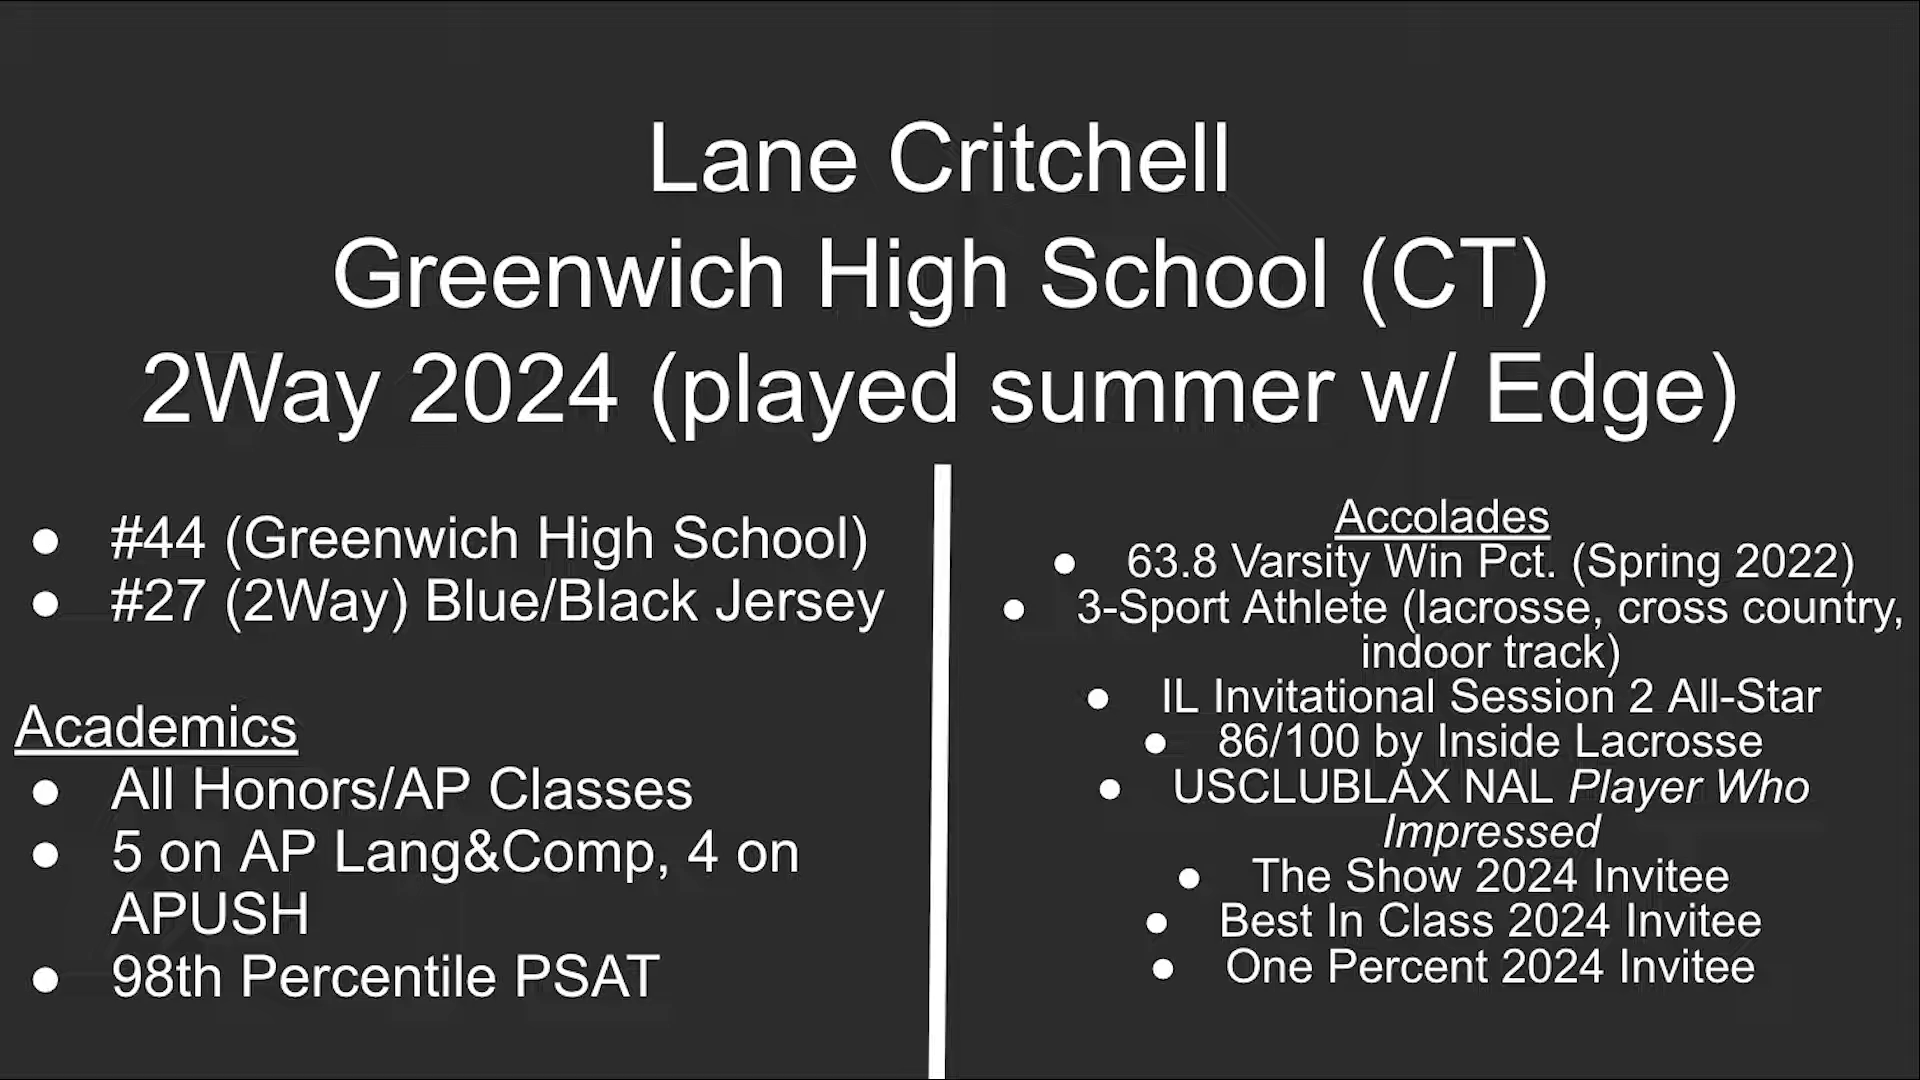 Lane Critchell
Greenwich High School (CT)
2Way 2024 (played summer w/ Edge)
● #44 (Greenwich High School)
● #27 (2Way) Blue/Black Jersey
Academics
● All Honors/AP Classes
● 5 on AP Lang&Comp, 4 on
APUSH
● 98th Percentile PSAT
Accolades
● 63.8 Varsity Win Pct. (Spring 2022)
● 3-Sport Athlete (lacrosse, cross country,
indoor track)
● IL Invitational Session 2 All-Star
● 86/100 by Inside Lacrosse
● USCLUBLAX NAL Player Who
Impressed
● The Show 2024 Invitee
● Best In Class 2024 Invitee
● One Percent 2024 Invitee